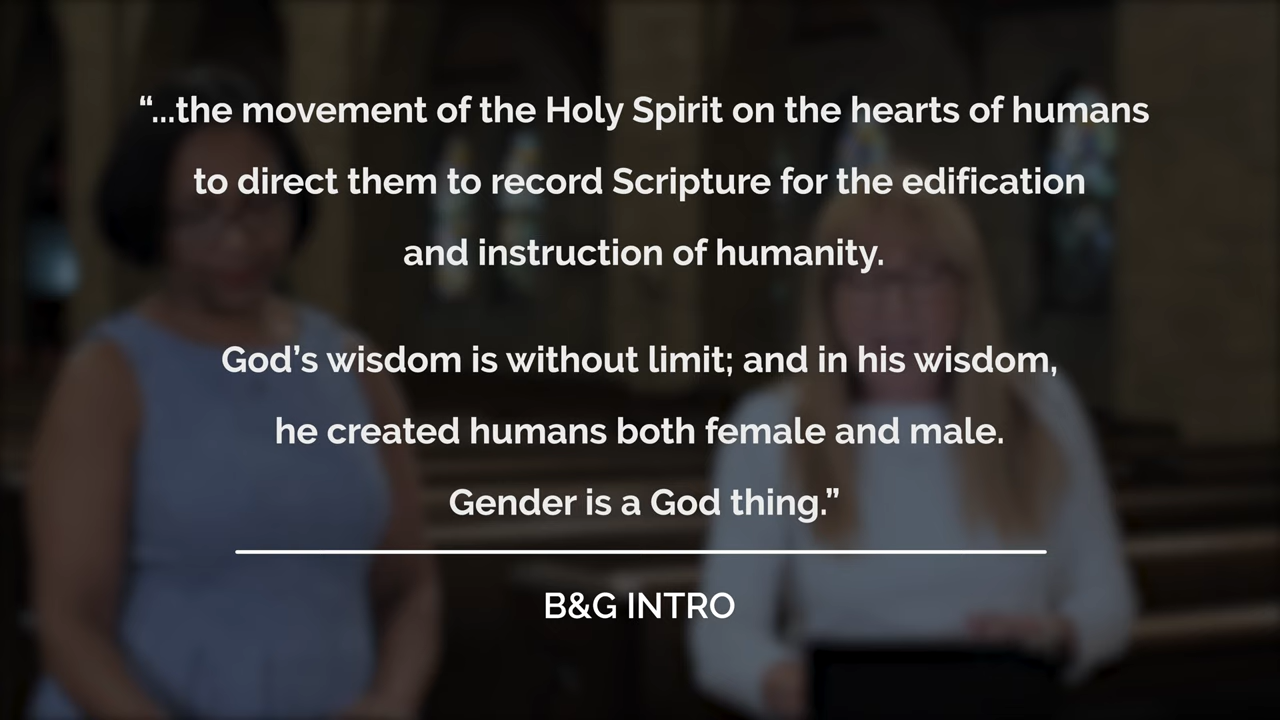 “...the movement of the Holy Spirit on the hearts of humans
to direct them to record Scripture for the edification
and instruction of humanity.
God’s wisdom is without limit; and in his wisdom,
he created humans both female and male.
Gender is a God thing.”
B&G INTRO